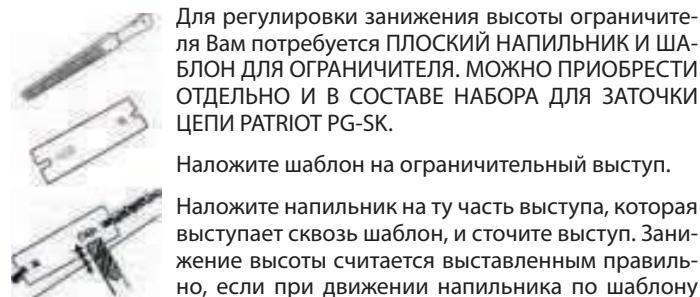 Для регулировки занижения высоты ограничите-
ля Вам потребуется ПЛОСКИЙ НАПИЛЬНИК И ША-
БЛОН ДЛЯ ОГРАНИЧИТЕЛЯ. МОЖНО ПРИОБРЕСТИ
ОТДЕЛЬНО И В СОСТАВЕ НАБОРА ДЛЯ ЗАТОЧКИ
ЦЕПИ PATRIOT PG-SK.
Наложите шаблон на ограничительный выступ.
Наложите напильник на ту часть выступа, которая
выступает сквозь шаблон, и сточите выступ. Зани-
жение высоты считается выставленным правиль-
но, если при движении напильника по шаблону